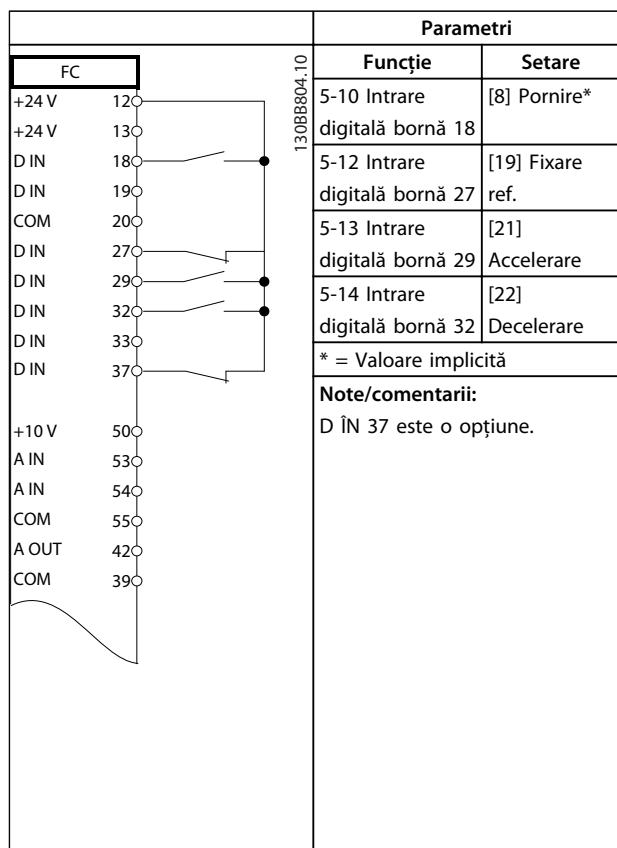 Parametri
FC
130BB804.10
Funcție Setare
+24 V 12
+24 V 13
D IN 18
D IN 19
COM 20
D IN 27
D IN 29
D IN 32
D IN 33
D IN 37
+10 V 50
A IN 53
A IN 54
COM 55
A OUT 42
COM 39
5-10 Intrare
digitală bornă 18
[8] Pornire*
5-12 Intrare
digitală bornă 27
[19] Fixare
ref.
5-13 Intrare
digitală bornă 29
[21]
Accelerare
5-14 Intrare
digitală bornă 32
[22]
Decelerare
* = Valoare implicită
Note/comentarii:
D ÎN 37 este o opțiune.